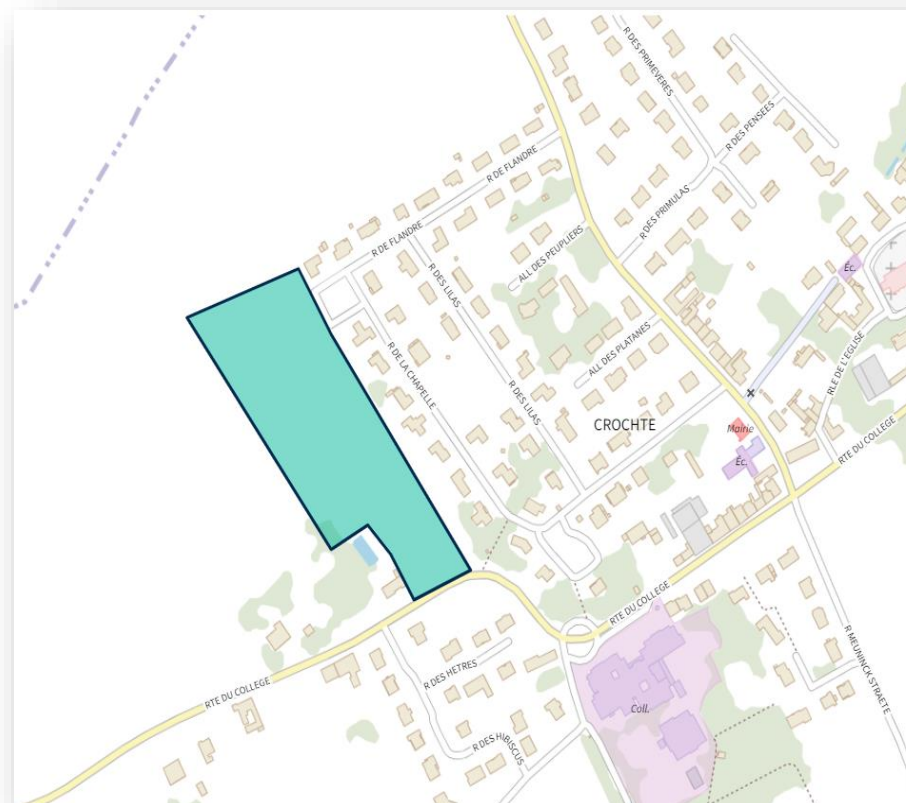 R DES PRIMEVERES
R DES PENSEES
R DE FLANDRE
R DES PRIMULAS
R DE FLANDRE
ALL DES PEUPLIERS
Éc.
R DES LILAS
ALL DES PLATANES
RLE DE L'EGLISE
R DE LA CHAPELLE
R DES LILAS
CROCHTE
Mairie
Éc.
RTE DU COLLEGE
RTE DU COLLEGE
R MEUNINCK STRAETE
R DES HETRES
RTE DU COLLEGE
Coll.
R DES HIBISCUS